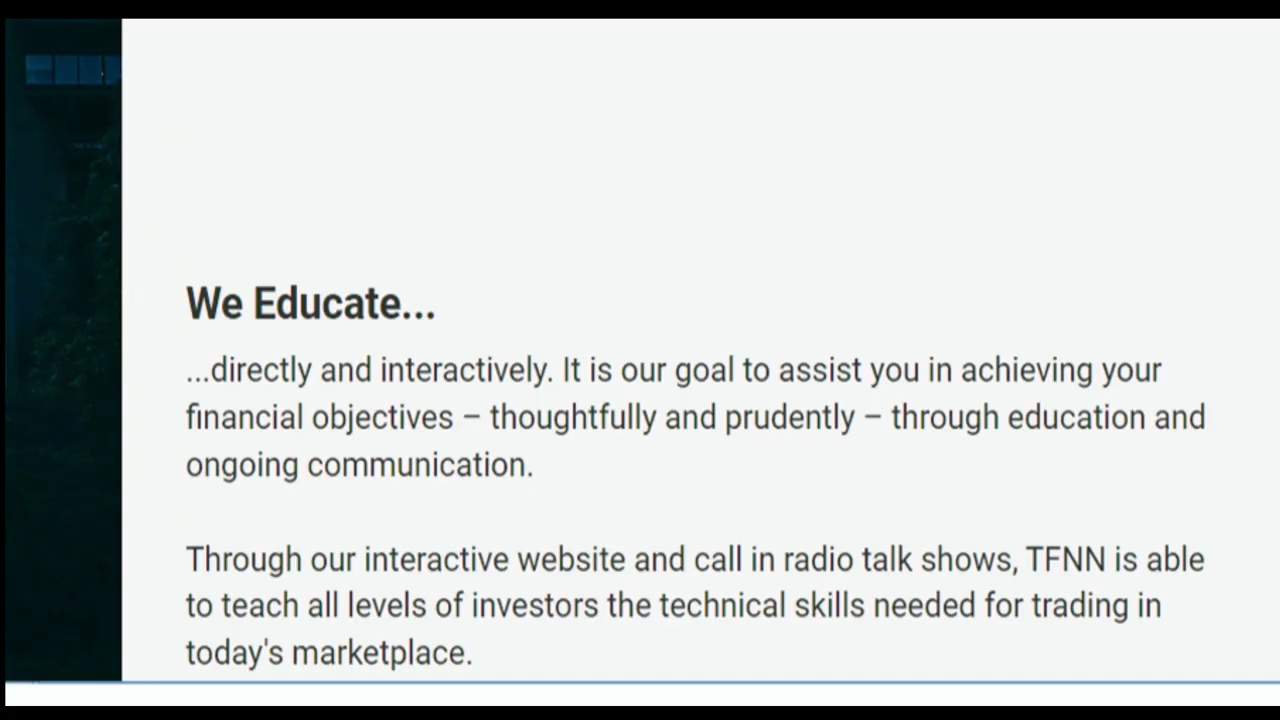 We Educate...
...directly and interactively. It is our goal to assist you in achieving your
financial objectives – thoughtfully and prudently – through education and
ongoing communication.
Through our interactive website and call in radio talk shows, TFNN is able
to teach all levels of investors the technical skills needed for trading in
today's marketplace.